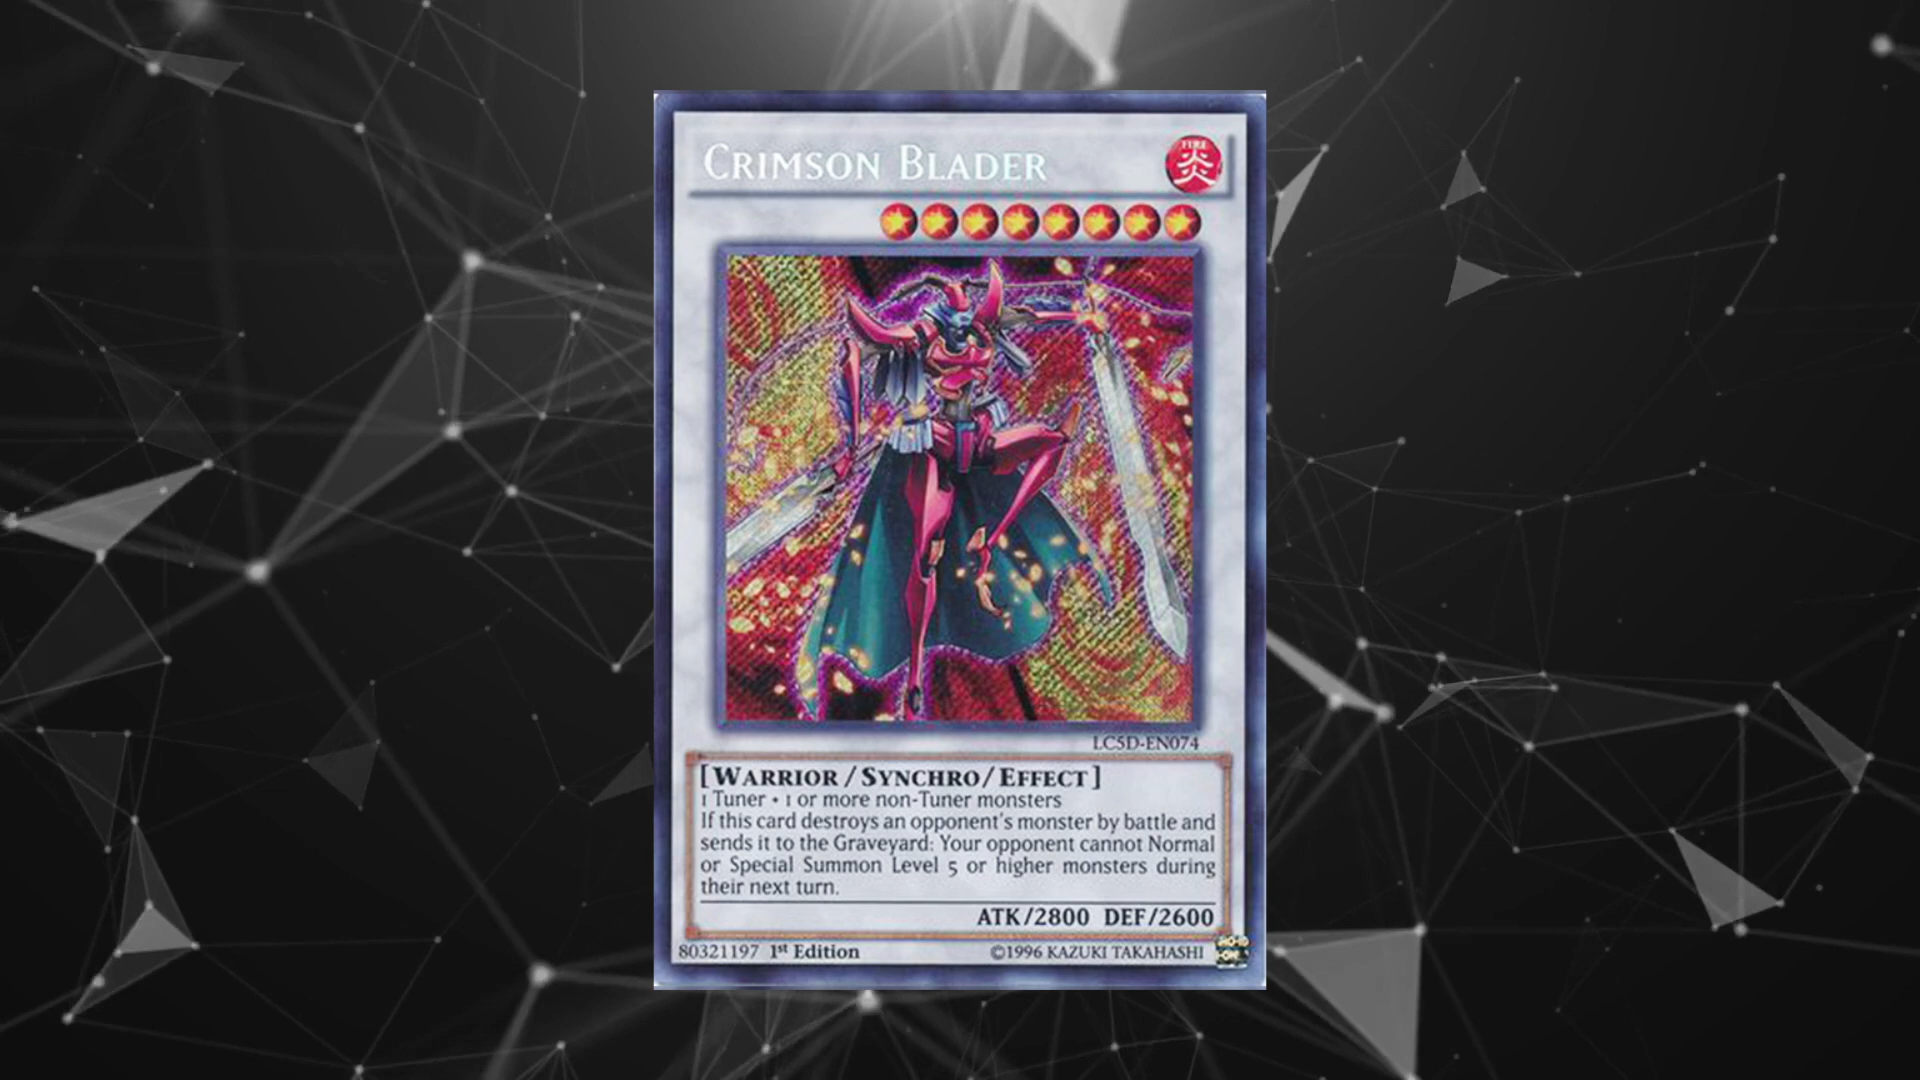 CRIMSON BLADER
FIRE
炎
LC5D-EN074
[WARRIOR/SYNCHRO/EFFECT]
1 Tuner + 1 or more non-Tuner monsters
If this card destroys an opponent's monster by battle and
sends it to the Graveyard: Your opponent cannot Normal
or Special Summon Level 5 or higher monsters during
their next turn.
ATK/2800 DEF/2600
80321197 1st Edition ©1996 KAZUKI TAKAHASHI